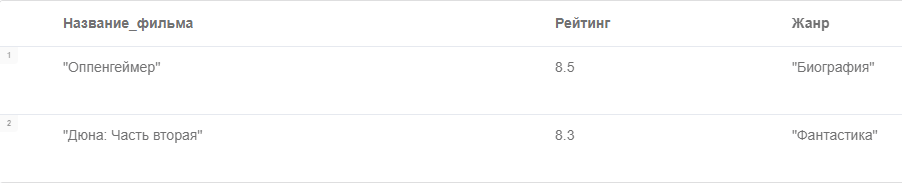 Название_фильма Рейтинг Жанр
1
"Оппенгеймер" 8.5 "Биография"
2
"Дюна: Часть вторая" 8.3 "Фантастика"